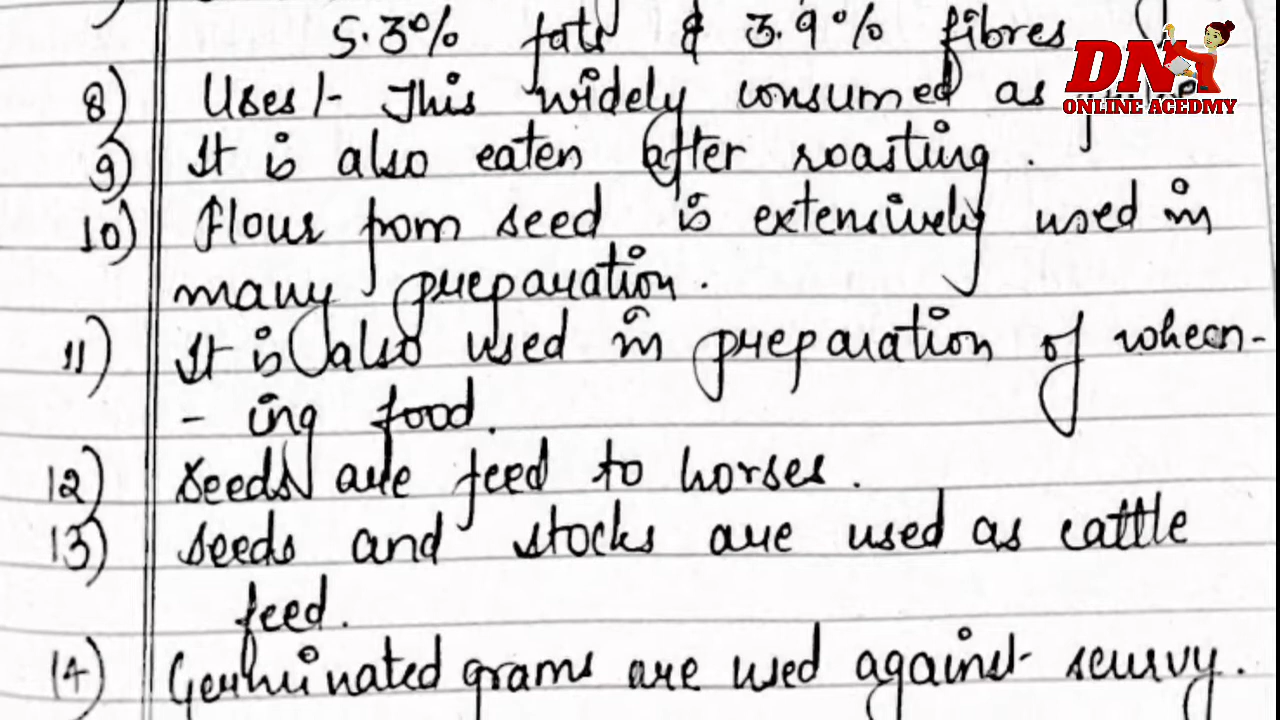 5.3% fats & 3.9% fibres
8) Uses :- This widely consumed as
9) It is also eaten after roasting.
10) Flour from seed is extensively used in
many preparation.
11) It is also used in preparation of whean-
- ing food.
12) Seeds are feed to horses.
13) Seeds and stocks are used as cattle
feed.
14) Germinated grams are used against scurvy.
DN
ONLINE ACEDMY